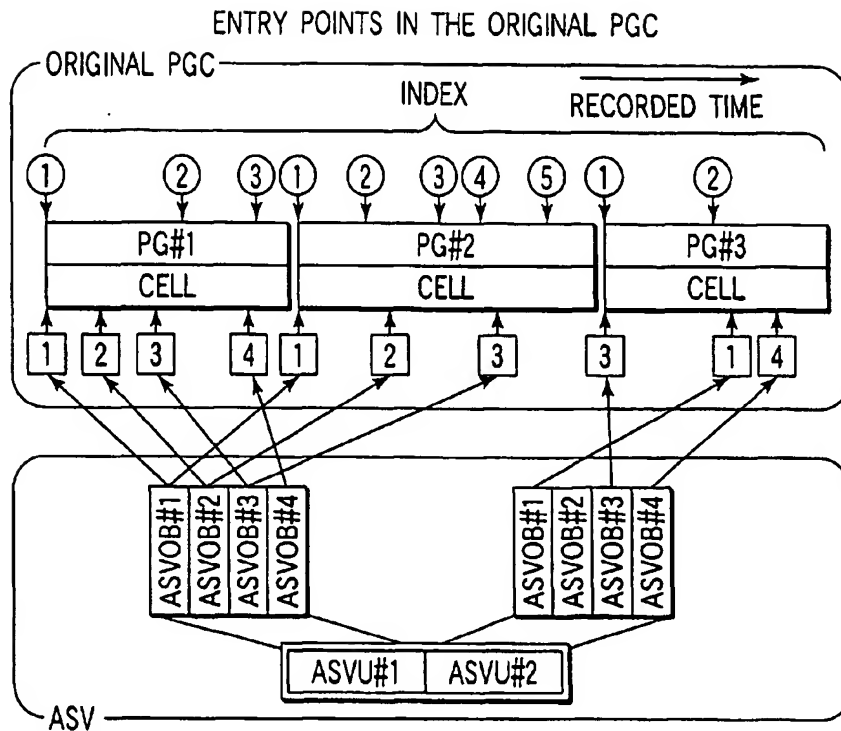 ENTRY POINTS IN THE ORIGINAL PGC
ORIGINAL PGC
INDEX
RECORDED TIME
1 2 3 1 2 3 4 5 1 2
PG#1 PG#2 PG#3
CELL CELL CELL
1 2 3 4 1 2 3 3 1 4
ASVOB#1 ASVOB#2 ASVOB#3 ASVOB#4 ASVOB#1 ASVOB#2 ASVOB#3 ASVOB#4
ASVU#1 ASVU#2
ASV